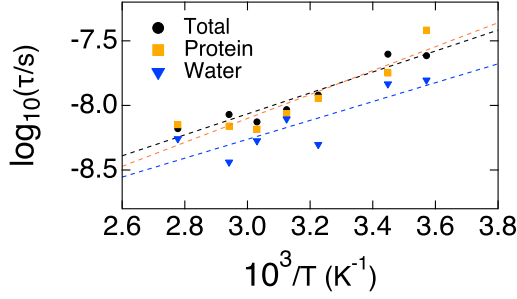 -7.5
-8.0
-8.5
log₁₀(τ/s)
Total
Protein
Water
2.6 2.8 3.0 3.2 3.4 3.6 3.8
10³/T (K⁻¹)